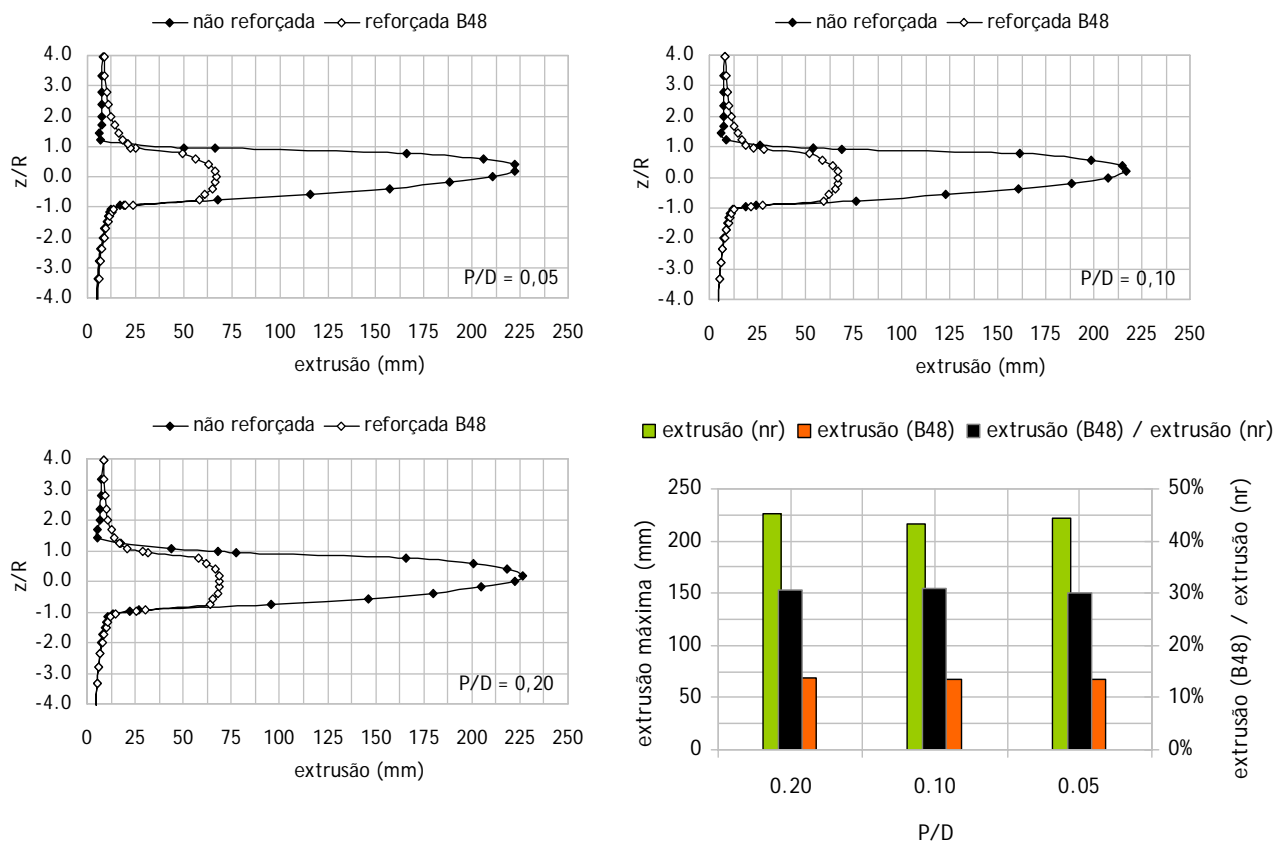 não reforçada reforçada B48
4.0
3.0
2.0
1.0
0.0
-1.0
-2.0
-3.0
-4.0
z/R
P/D = 0,05
0 25 50 75 100 125 150 175 200 225 250
extrusão (mm)
não reforçada reforçada B48
4.0
3.0
2.0
1.0
0.0
-1.0
-2.0
-3.0
-4.0
z/R
P/D = 0,10
0 25 50 75 100 125 150 175 200 225 250
extrusão (mm)
não reforçada reforçada B48
4.0
3.0
2.0
1.0
0.0
-1.0
-2.0
-3.0
-4.0
z/R
P/D = 0,20
0 25 50 75 100 125 150 175 200 225 250
extrusão (mm)
extrusão (nr) extrusão (B48) extrusão (B48) / extrusão (nr)
250
200
150
100
50
0
extrusão máxima (mm)
50%
40%
30%
20%
10%
0%
extrusão (B48) / extrusão (nr)
0.20 0.10 0.05
P/D